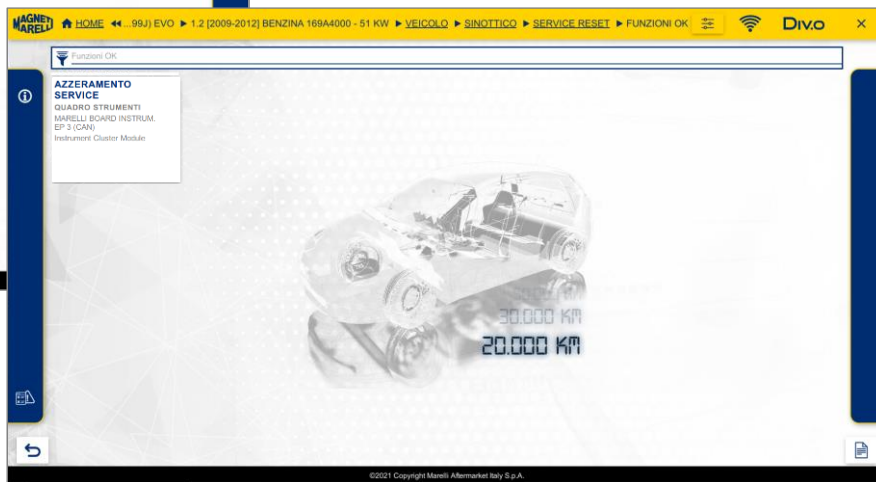 MAGNETI MARELLI HOME ...99J) EVO 1.2 [2009-2012] BENZINA 169A4000 - 51 KW VEICOLO SINOTTICO SERVICE RESET FUNZIONI OK DIV.O
Funzioni OK
AZZERAMENTO
SERVICE
QUADRO STRUMENTI
MARELLI BOARD INSTRUM.
EP 3 (CAN)
Instrument Cluster Module
30.000 KM
20.000 KM
©2021 Copyright Marelli Aftermarket Italy S.p.A.